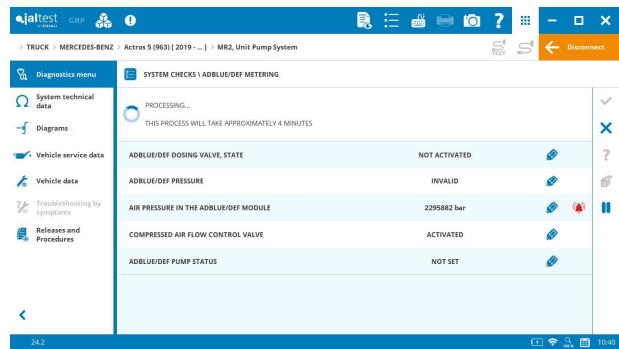 jaltest GRP
BY COJALI
TRUCK > MERCEDES-BENZ > Actros 5 (963) [ 2019 - ... ] > MR2, Unit Pump System
TEST
Disconnect
Diagnostics menu
SYSTEM CHECKS \ ADBLUE/DEF METERING
System technical
data
Diagrams
Vehicle service data
Vehicle data
Troubleshooting by
symptoms
Releases and
Procedures
PROCESSING...
THIS PROCESS WILL TAKE APPROXIMATELY 4 MINUTES
ADBLUE/DEF DOSING VALVE, STATE NOT ACTIVATED
ADBLUE/DEF PRESSURE INVALID
AIR PRESSURE IN THE ADBLUE/DEF MODULE 2295882 bar
COMPRESSED AIR FLOW CONTROL VALVE ACTIVATED
ADBLUE/DEF PUMP STATUS NOT SET
24.2 100% 10:40